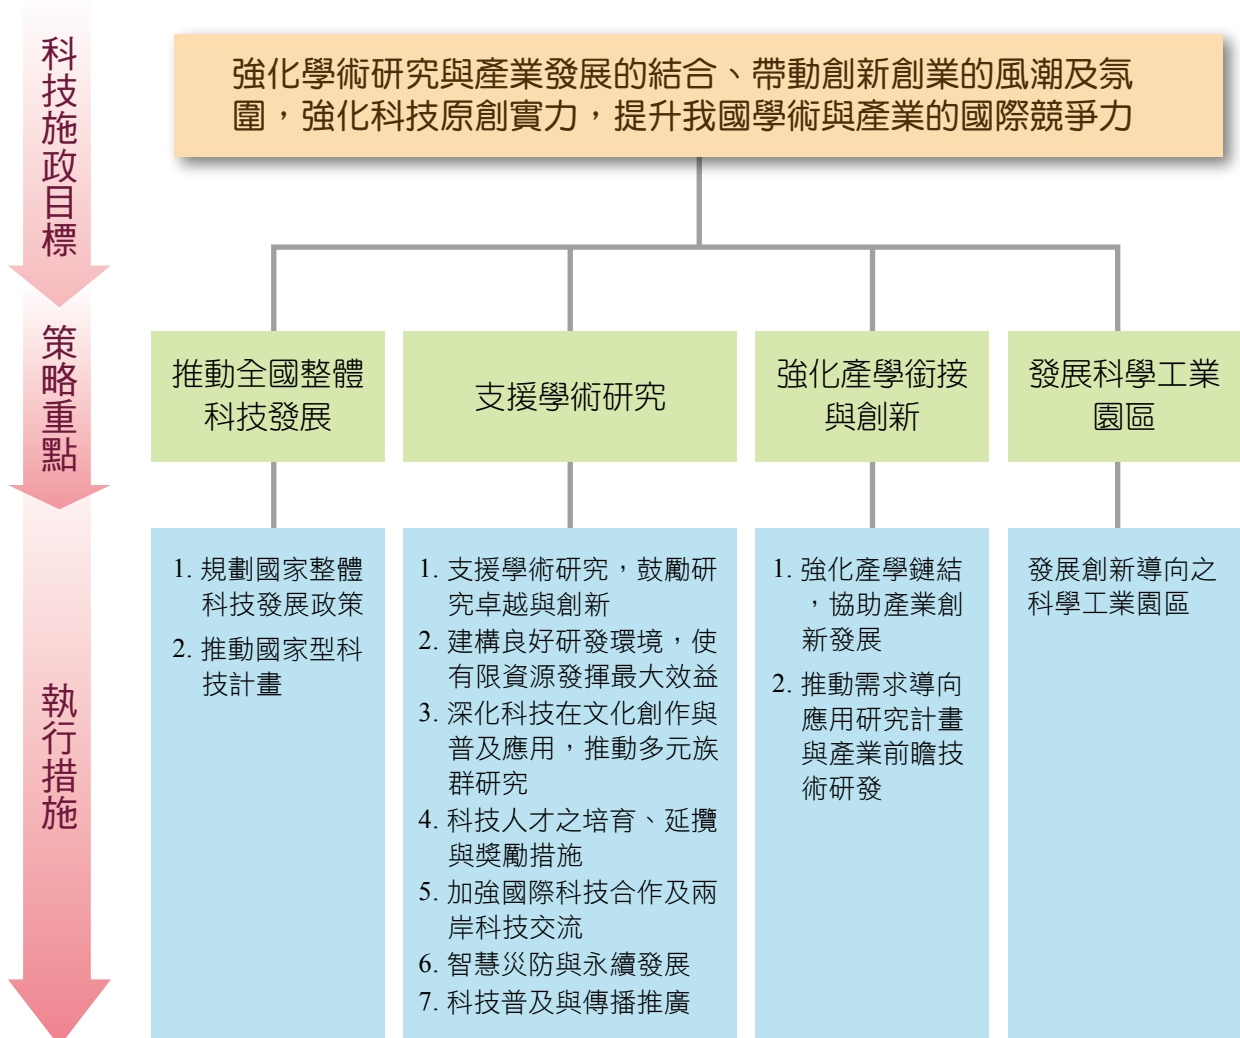 科技施政目標
強化學術研究與產業發展的結合、帶動創新創業的風潮及氛
圍，強化科技原創實力，提升我國學術與產業的國際競爭力
策略重點
推動全國整體
科技發展
支援學術研究
強化產學銜接
與創新
發展科學工業
園區
執行措施
1. 規劃國家整體
科技發展政策
2. 推動國家型科
技計畫
1. 支援學術研究，鼓勵研
究卓越與創新
2. 建構良好研發環境，使
有限資源發揮最大效益
3. 深化科技在文化創作與
普及應用，推動多元族
群研究
4. 科技人才之培育、延攬
與獎勵措施
5. 加強國際科技合作及兩
岸科技交流
6. 智慧災防與永續發展
7. 科技普及與傳播推廣
1. 強化產學鏈結
，協助產業創
新發展
2. 推動需求導向
應用研究計畫
與產業前瞻技
術研發
發展創新導向之
科學工業園區